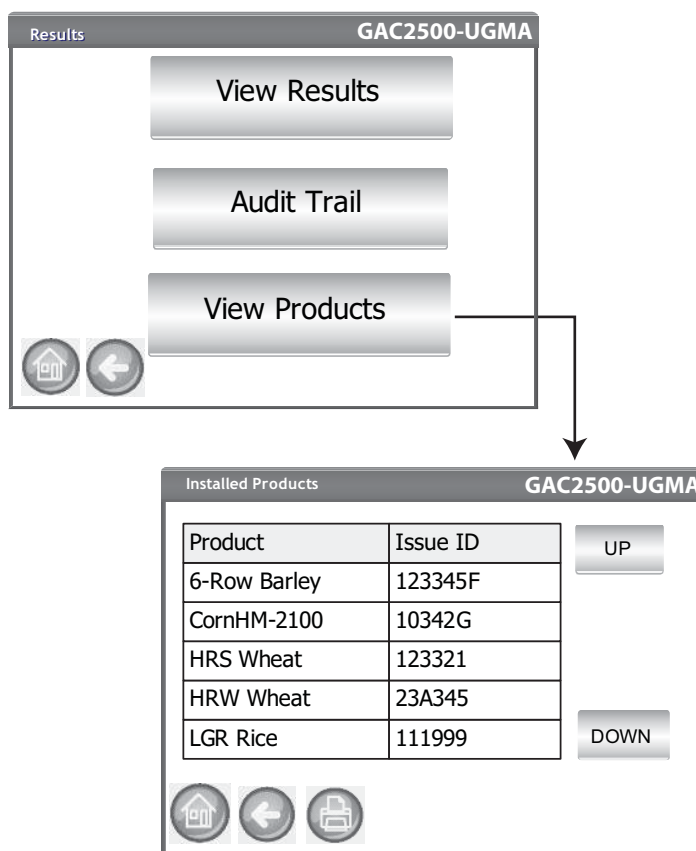 Results GAC2500-UGMA
View Results
Audit Trail
View Products
Installed Products GAC2500-UGMA
Product Issue ID
UP
6-Row Barley 123345F
CornHM-2100 10342G
HRS Wheat 123321
HRW Wheat 23A345
LGR Rice 111999
DOWN